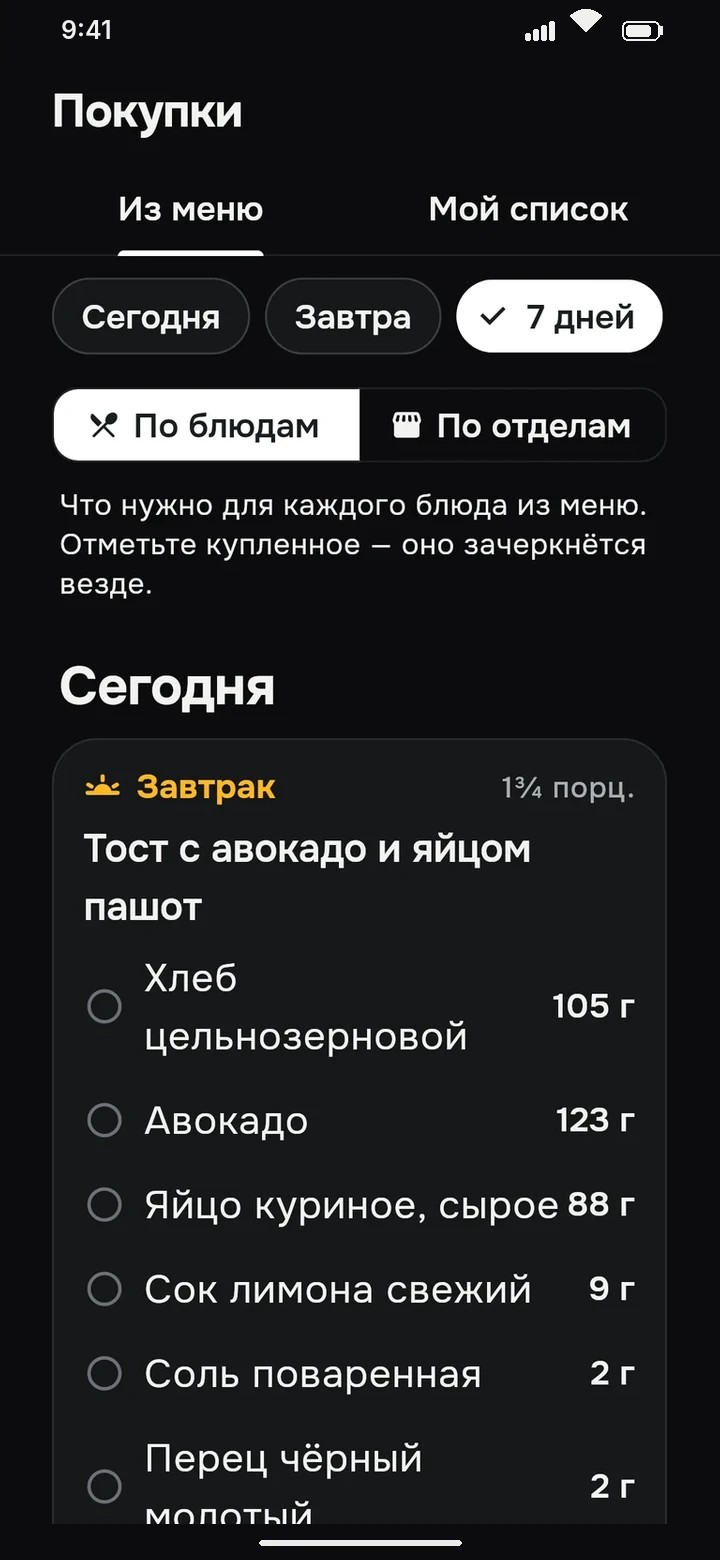 9:41
Покупки
Из меню Мой список
Сегодня Завтра 7 дней
По блюдам По отделам
Что нужно для каждого блюда из меню.
Отметьте купленное — оно зачеркнётся
везде.
Сегодня
Завтрак 1¾ порц.
Тост с авокадо и яйцом
пашот
Хлеб
цельнозерновой 105 г
Авокадо 123 г
Яйцо куриное, сырое 88 г
Сок лимона свежий 9 г
Соль поваренная 2 г
Перец чёрный
молотый 2 г